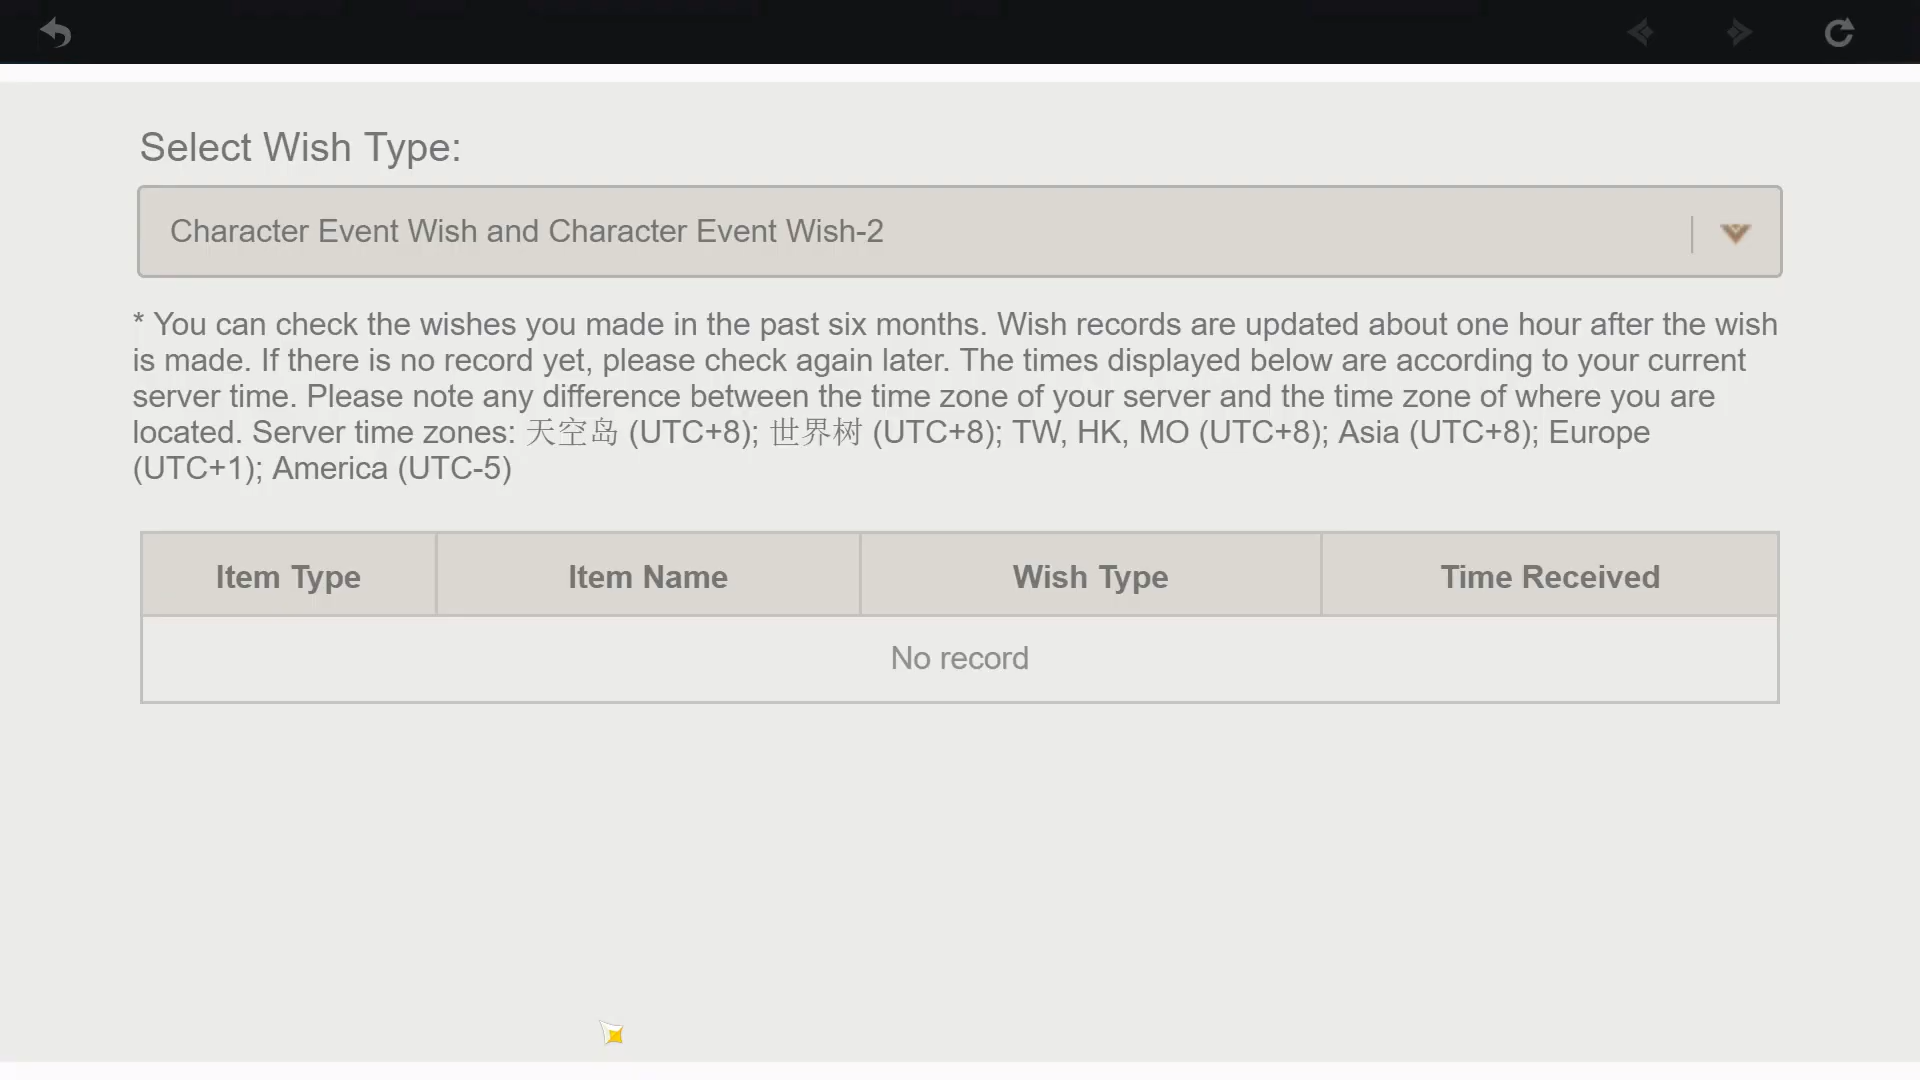 Select Wish Type:
Character Event Wish and Character Event Wish-2
* You can check the wishes you made in the past six months. Wish records are updated about one hour after the wish
is made. If there is no record yet, please check again later. The times displayed below are according to your current
server time. Please note any difference between the time zone of your server and the time zone of where you are
located. Server time zones: 天空岛 (UTC+8); 世界树 (UTC+8); TW, HK, MO (UTC+8); Asia (UTC+8); Europe
(UTC+1); America (UTC-5)
Item Type Item Name Wish Type Time Received
No record